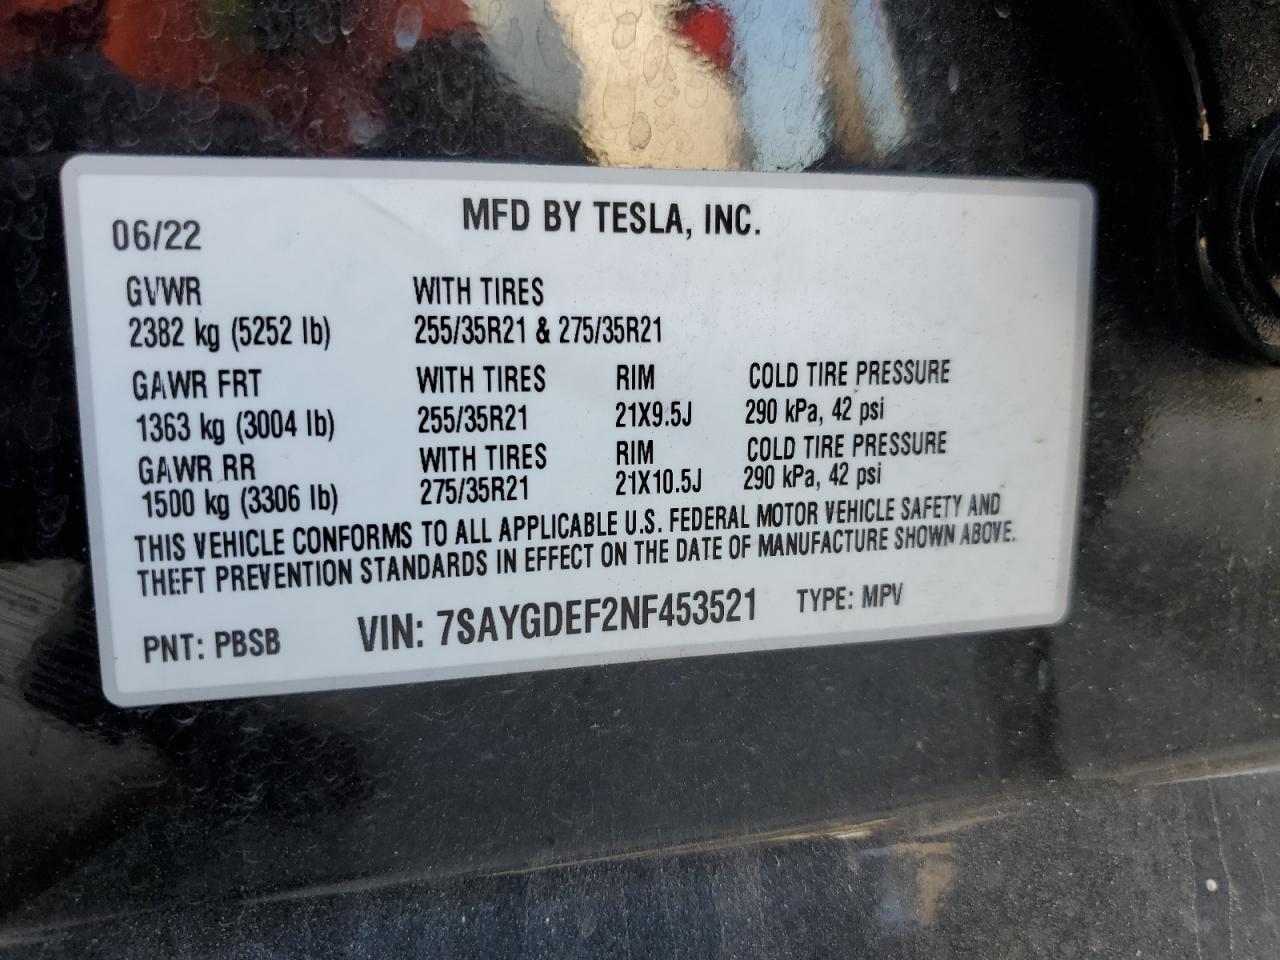 MFD BY TESLA, INC.
06/22
GVWR WITH TIRES
2382 kg (5252 lb) 255/35R21 & 275/35R21
GAWR FRT WITH TIRES RIM COLD TIRE PRESSURE
1363 kg (3004 lb) 255/35R21 21X9.5J 290 kPa, 42 psi
GAWR RR WITH TIRES RIM COLD TIRE PRESSURE
1500 kg (3306 lb) 275/35R21 21X10.5J 290 kPa, 42 psi
THIS VEHICLE CONFORMS TO ALL APPLICABLE U.S. FEDERAL MOTOR VEHICLE SAFETY AND
THEFT PREVENTION STANDARDS IN EFFECT ON THE DATE OF MANUFACTURE SHOWN ABOVE.
PNT: PBSB VIN: 7SAYGDEF2NF453521 TYPE: MPV